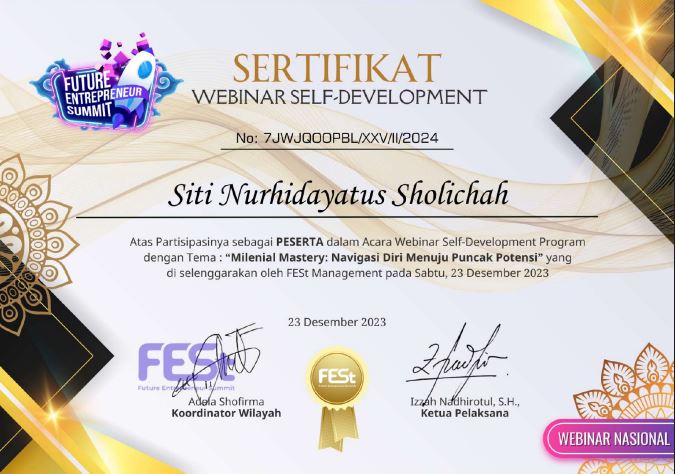 FUTURE
ENTREPRENEUR
SUMMIT
SERTIFIKAT
WEBINAR SELF-DEVELOPMENT
No: 7JWJQOOPBL/XXV/II/2024
Siti Nurhidayatus Sholichah
Atas Partisipasinya sebagai PESERTA dalam Acara Webinar Self-Development Program
dengan Tema : “Milenial Mastery: Navigasi Diri Menuju Puncak Potensi” yang
di selenggarakan oleh FESt Management pada Sabtu, 23 Desember 2023
23 Desember 2023
FESt
Future Entrepreneur Summit
Adela Shofirma
Koordinator Wilayah
FESt
Izzah Nadhirotul, S.H.,
Ketua Pelaksana
WEBINAR NASIONAL